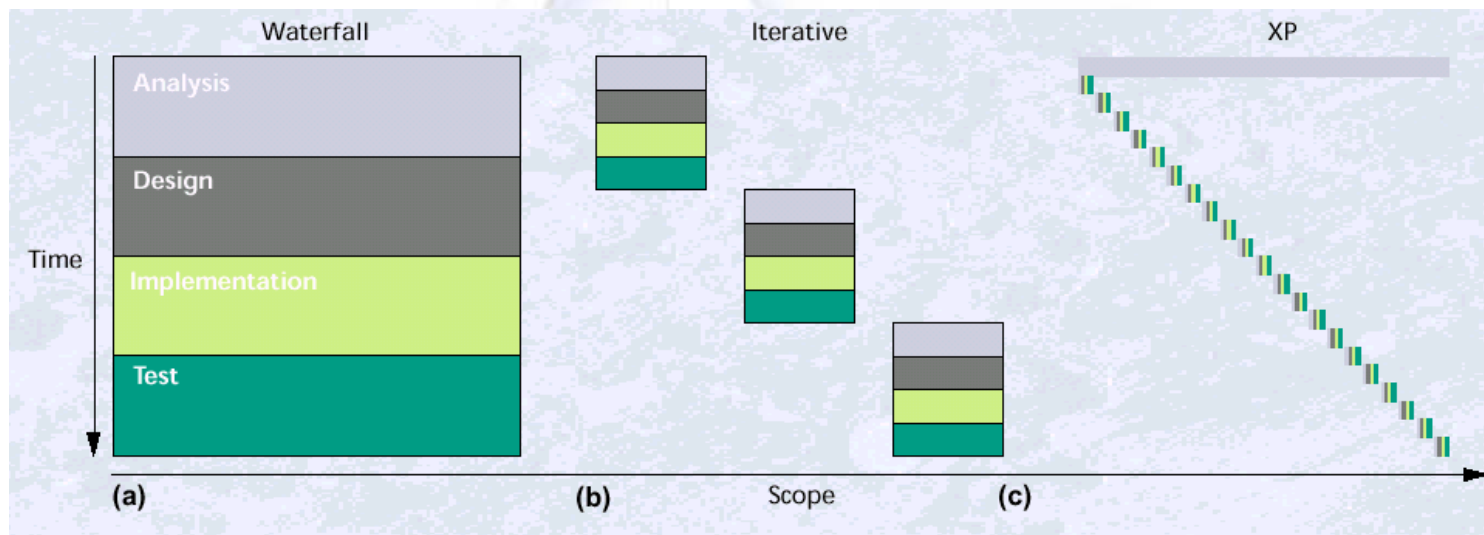 Waterfall
Iterative
XP
Analysis
Design
Time
Implementation
Test
(a)
(b)
Scope
(c)